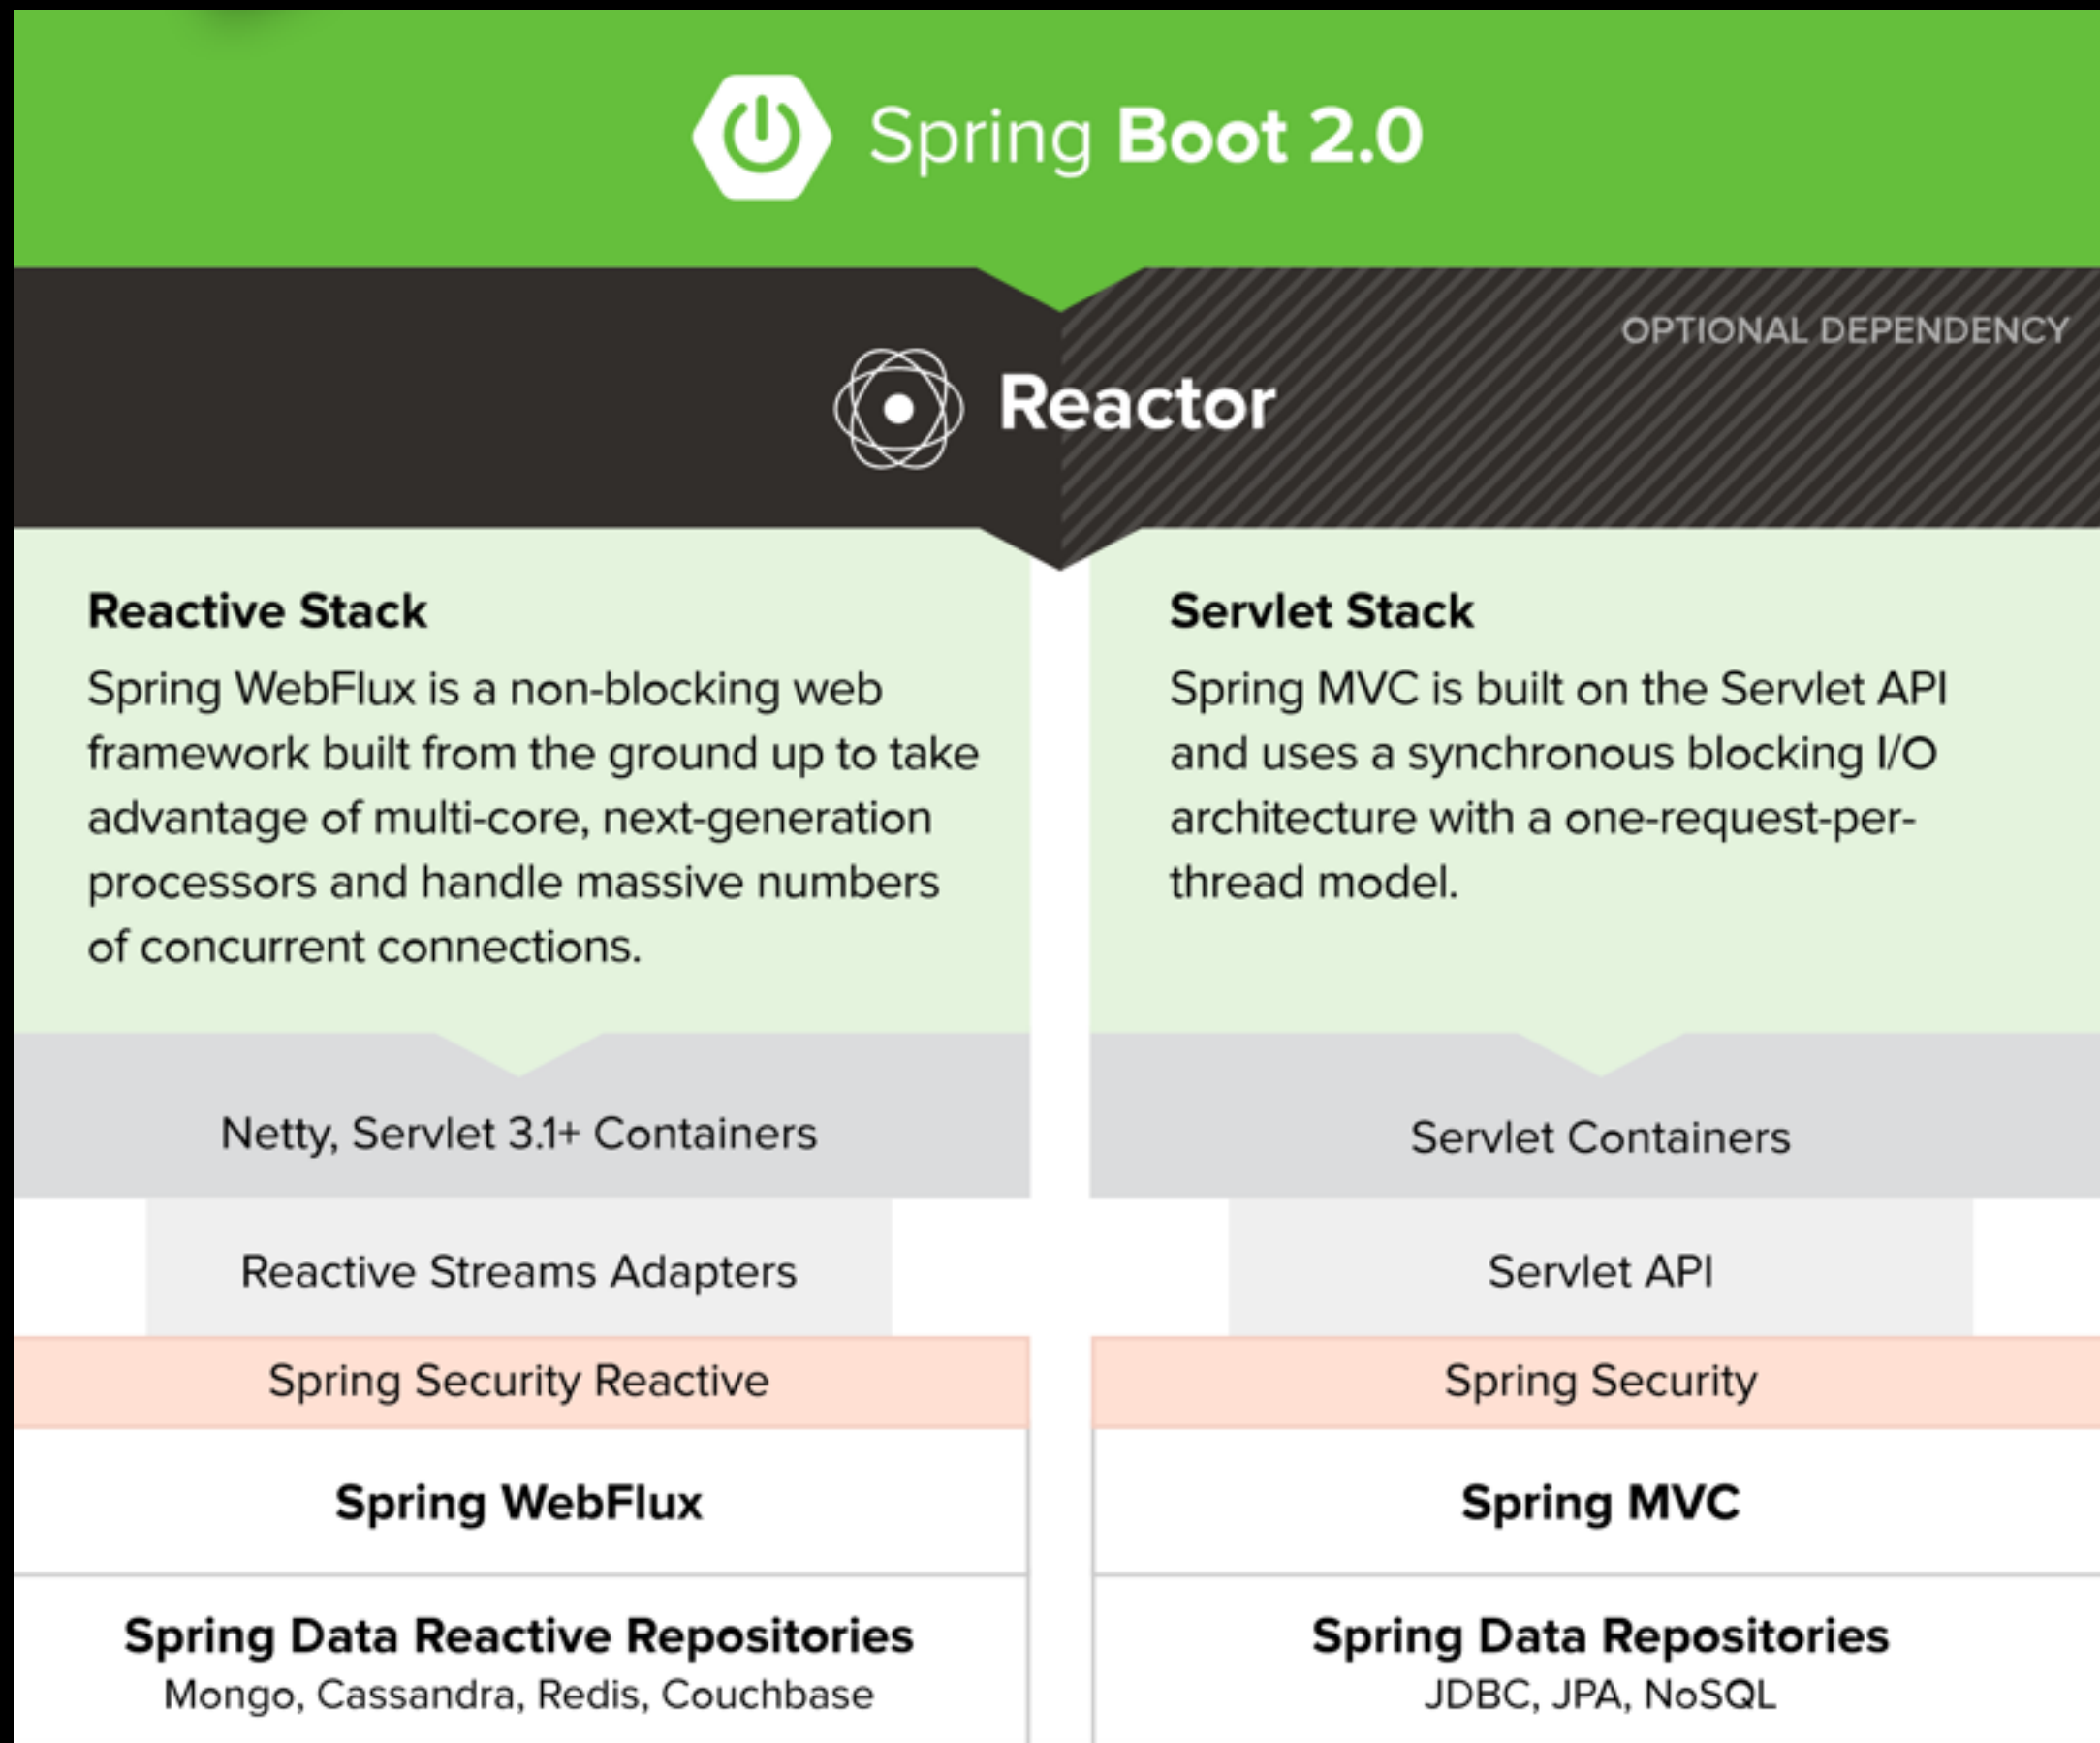 Spring Boot 2.0
OPTIONAL DEPENDENCY
Reactor
Reactive Stack
Spring WebFlux is a non-blocking web
framework built from the ground up to take
advantage of multi-core, next-generation
processors and handle massive numbers
of concurrent connections.
Netty, Servlet 3.1+ Containers
Reactive Streams Adapters
Spring Security Reactive
Spring WebFlux
Spring Data Reactive Repositories
Mongo, Cassandra, Redis, Couchbase
Servlet Stack
Spring MVC is built on the Servlet API
and uses a synchronous blocking I/O
architecture with a one-request-per-
thread model.
Servlet Containers
Servlet API
Spring Security
Spring MVC
Spring Data Repositories
JDBC, JPA, NoSQL